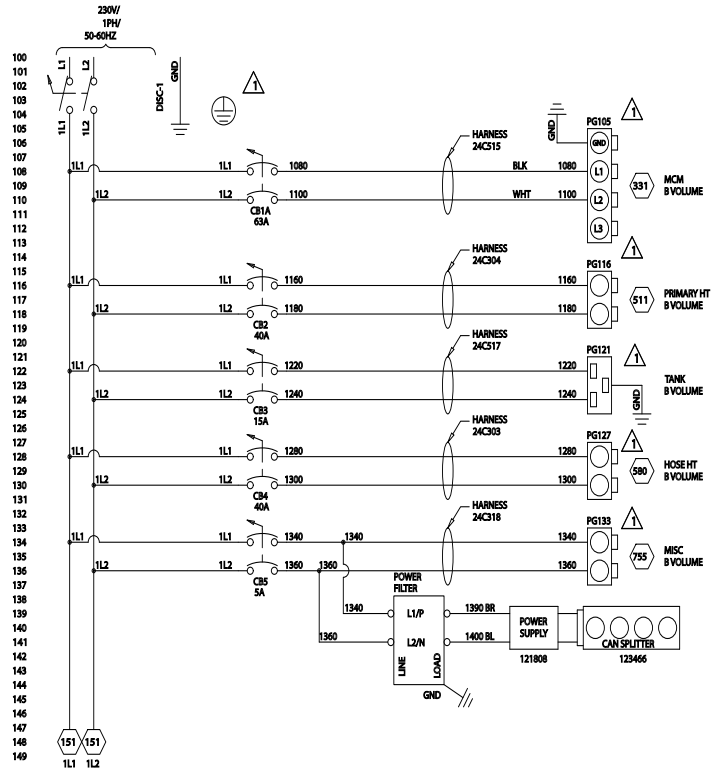 230V/
1PH/
50-60HZ
100
101
102
103
104
105
106
107
108
109
110
111
112
113
114
115
116
117
118
119
120
121
122
123
124
125
126
127
128
129
130
131
132
133
134
135
136
137
138
139
140
141
142
143
144
145
146
147
148
149
L1
L2
GND
DISC-1
1L1
1L2
1
GND
PG105
1
GND
HARNESS
24C515
1L1
1L1
1080
BLK
1080
L1
331
MCM
B VOLUME
1L2
1L2
1100
WHT
1100
L2
CB1A
63A
L3
HARNESS
24C304
1
PG116
1L1
1L1
1160
1160
511
PRIMARY HT
B VOLUME
1L2
1L2
1180
1180
CB2
40A
HARNESS
24C517
PG121
1
1L1
1L1
1220
1220
TANK
B VOLUME
1L2
1L2
1240
1240
GND
CB3
15A
HARNESS
24C303
PG127
1
1L1
1L1
1280
1280
580
HOSE HT
B VOLUME
1L2
1L2
1300
1300
CB4
40A
HARNESS
24C318
PG133
1
1L1
1L1
1340
1340
1340
755
MISC
B VOLUME
1L2
1L2
1360
1360
1360
CB5
5A
POWER
FILTER
1340
L1/P
1390 BR
POWER
SUPPLY
1360
L2/N
1400 BL
CAN SPLITTER
LINE
LOAD
121808
123466
GND
151
151
1L1
1L2